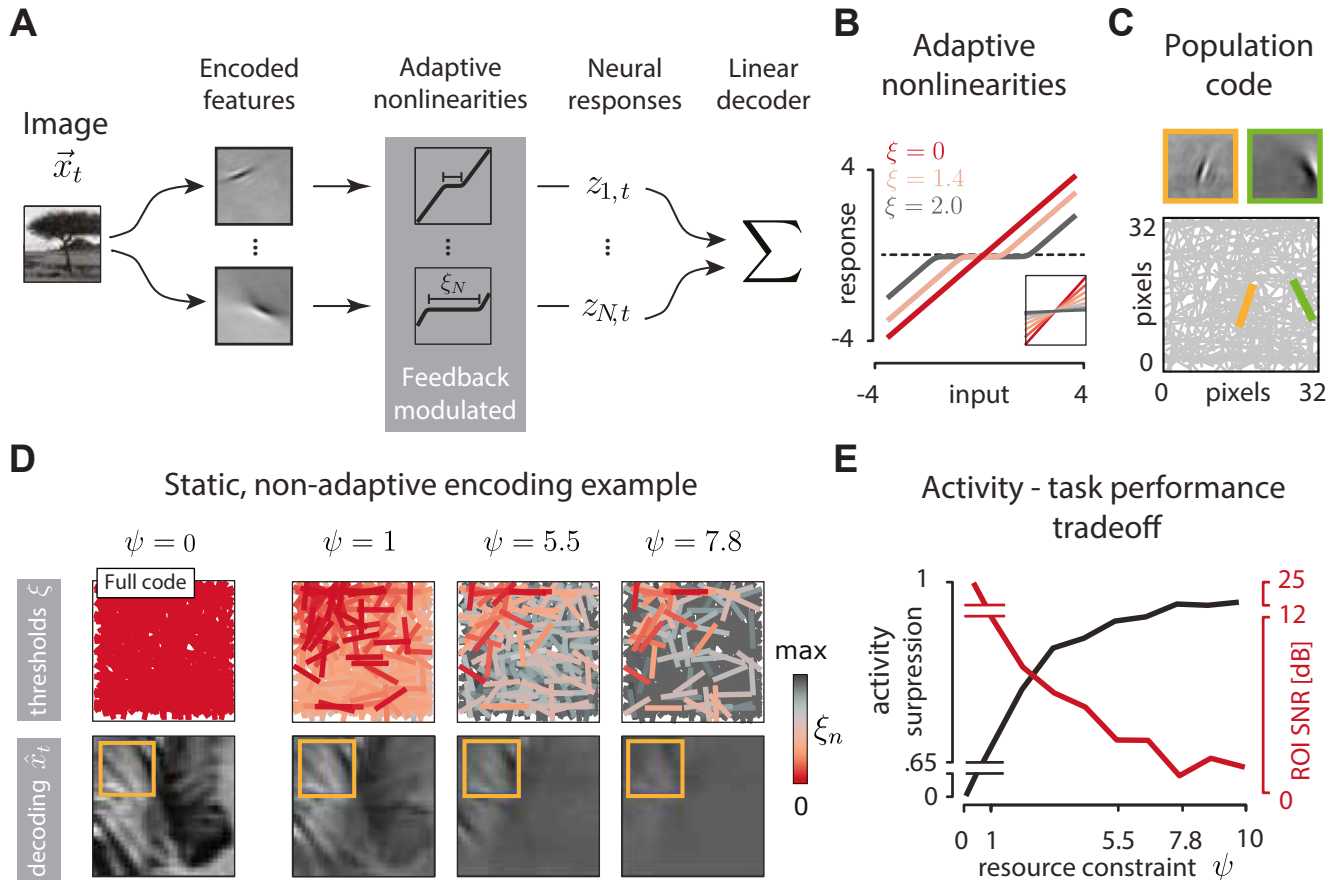 A
Image
x⃗_t
Encoded
features
Adaptive
nonlinearities
Neural
responses
Linear
decoder
...
...
...
ξ_N
z_{1,t}
z_{N,t}
Σ
Feedback
modulated
B
Adaptive
nonlinearities
ξ = 0
ξ = 1.4
ξ = 2.0
4
response
-4
-4
input
4
C
Population
code
32
pixels
0
0
pixels
32
D
Static, non-adaptive encoding example
ψ = 0
ψ = 1
ψ = 5.5
ψ = 7.8
thresholds ξ
Full code
decoding x̂_t
max
ξ_n
0
E
Activity - task performance
tradeoff
1
activity
surpression
.65
0
25
12
ROI SNR [dB]
0
0
1
5.5
7.8
10
resource constraint ψ